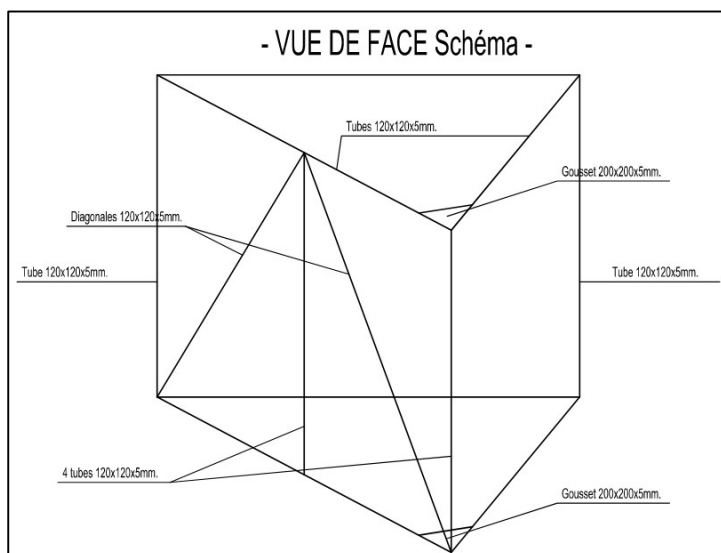 - VUE DE FACE Schéma -
Tubes 120x120x5mm.
Gousset 200x200x5mm.
Diagonales 120x120x5mm.
Tube 120x120x5mm.
Tube 120x120x5mm.
4 tubes 120x120x5mm.
Gousset 200x200x5mm.